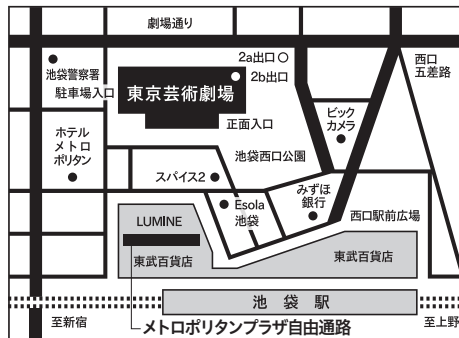 劇場通り
2a出口
2b出口
西口
五差路
池袋警察署
駐車場入口
東京芸術劇場
正面入口
ビック
カメラ
ホテル
メトロ
ポリタン
池袋西口公園
スパイス2
Esola
池袋
みずほ
銀行
西口駅前広場
LUMINE
東武百貨店
東武百貨店
池袋駅
至新宿
至上野
メトロポリタンプラザ自由通路